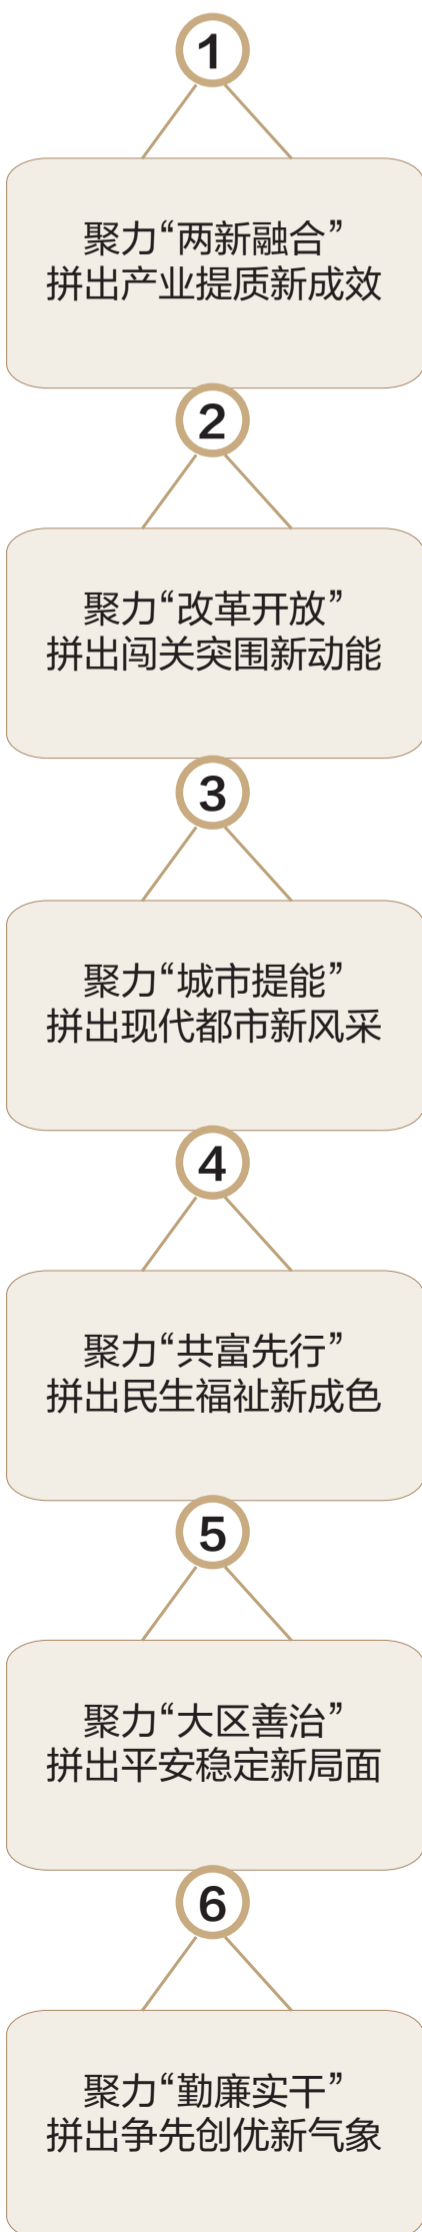 1
聚力“两新融合”
拼出产业提质新成效
2
聚力“改革开放”
拼出闯关突围新动能
3
聚力“城市提能”
拼出现代都市新风采
4
聚力“共富先行”
拼出民生福祉新成色
5
聚力“大区善治”
拼出平安稳定新局面
6
聚力“勤廉实干”
拼出争先创优新气象